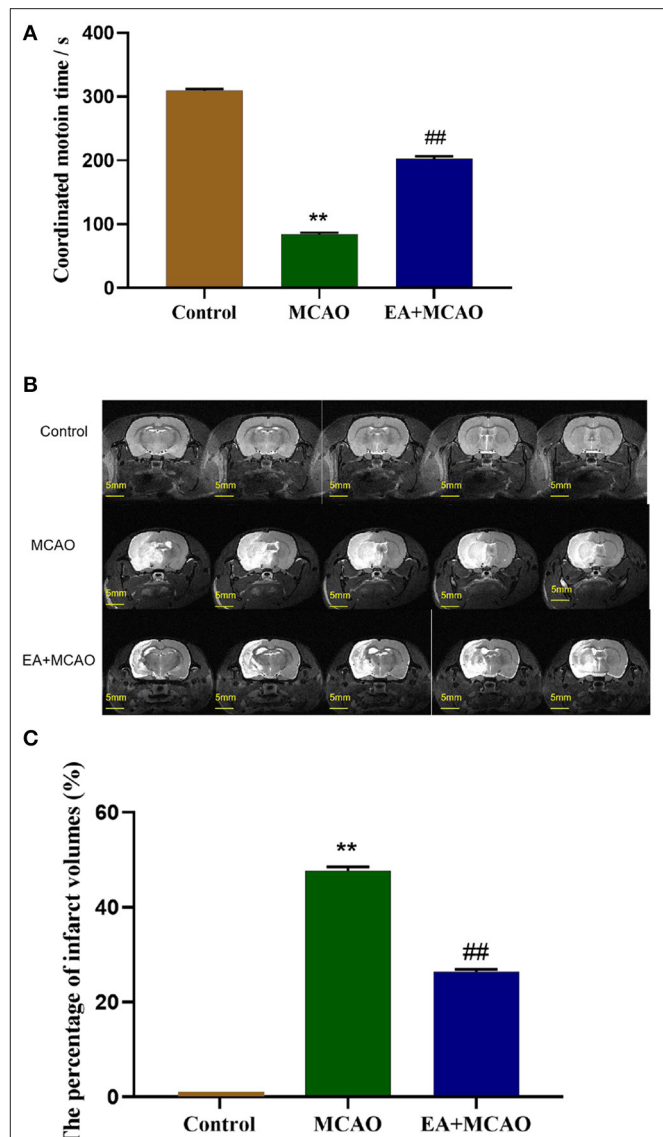 A
Coordinated motoin time / s
400
300
200
100
0
**
##
Control MCAO EA+MCAO
B
Control
5mm 5mm 5mm 5mm 5mm
MCAO
5mm 5mm 5mm 5mm 5mm
EA+MCAO
5mm 5mm 5mm 5mm 5mm
C
The percentage of infarct volumes (%)
60
40
20
0
**
##
Control MCAO EA+MCAO